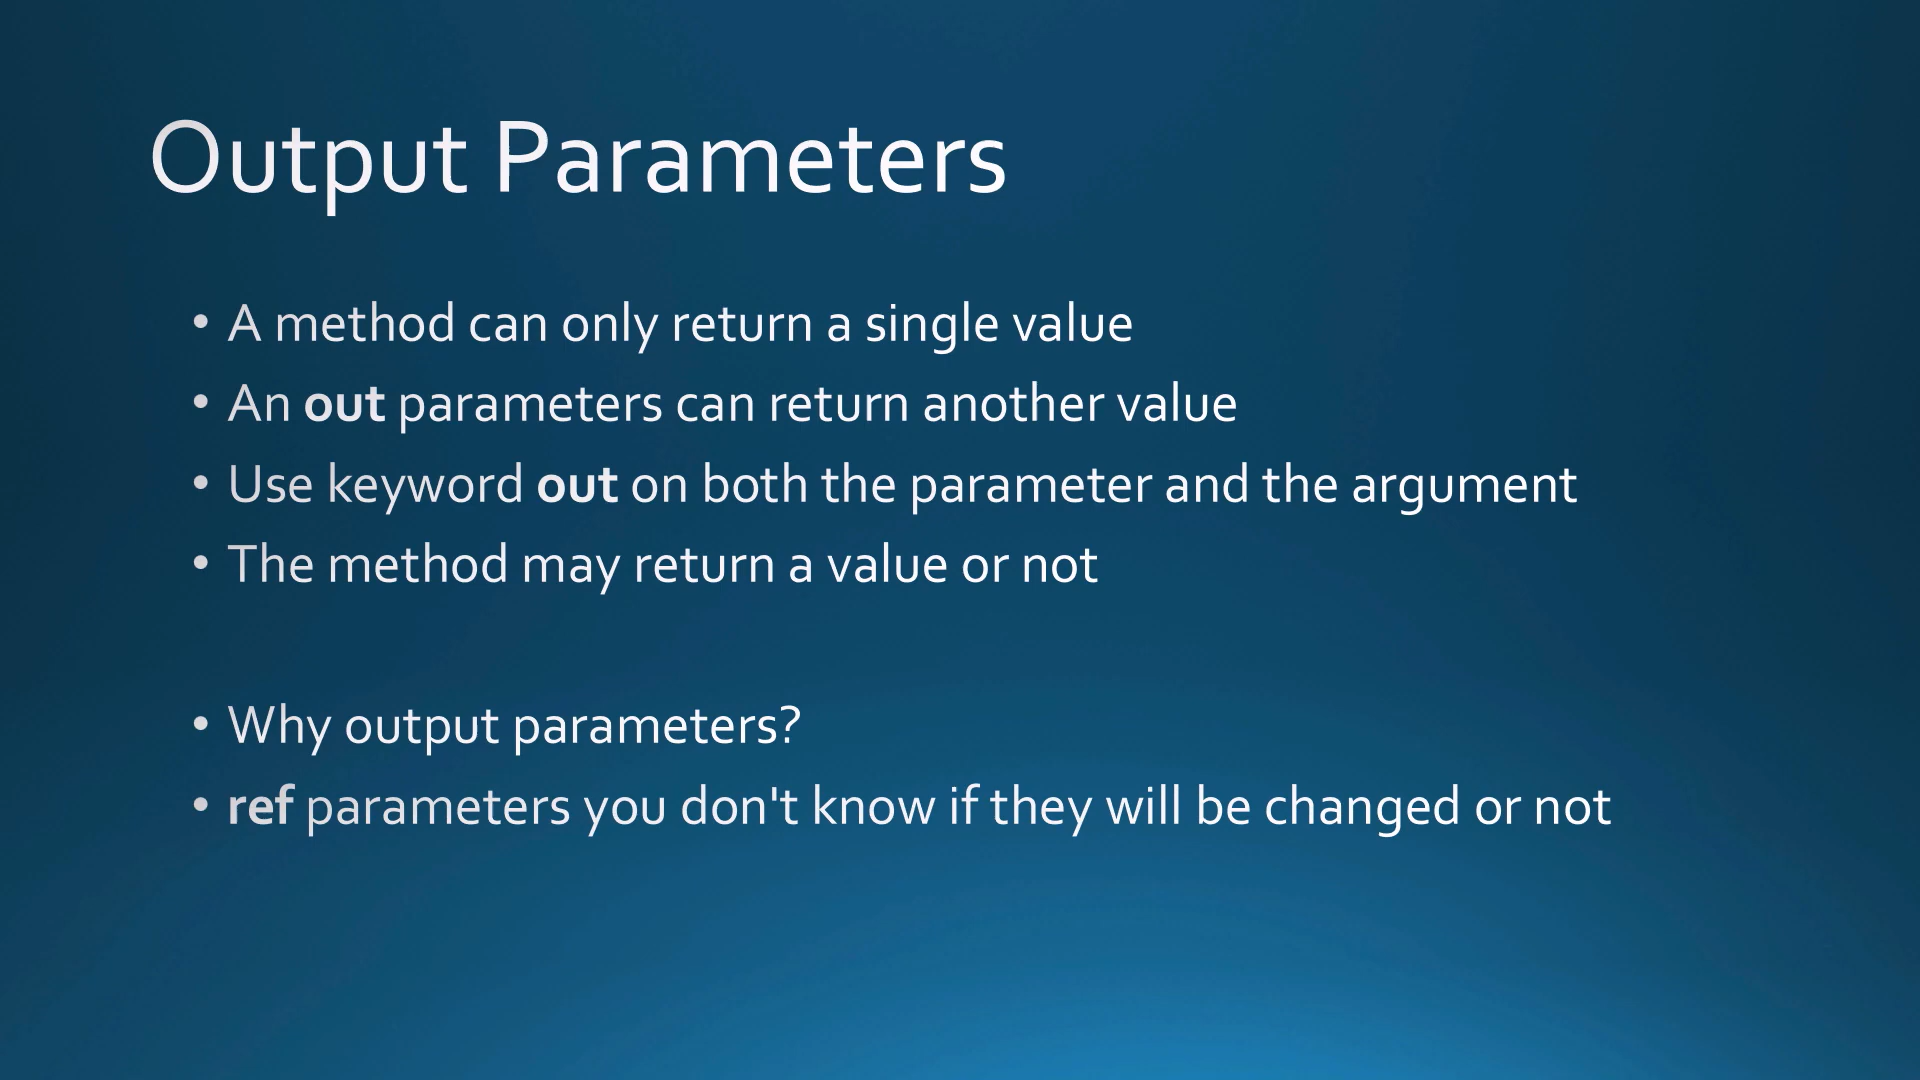 Output Parameters
• A method can only return a single value
• An out parameters can return another value
• Use keyword out on both the parameter and the argument
• The method may return a value or not
• Why output parameters?
• ref parameters you don't know if they will be changed or not